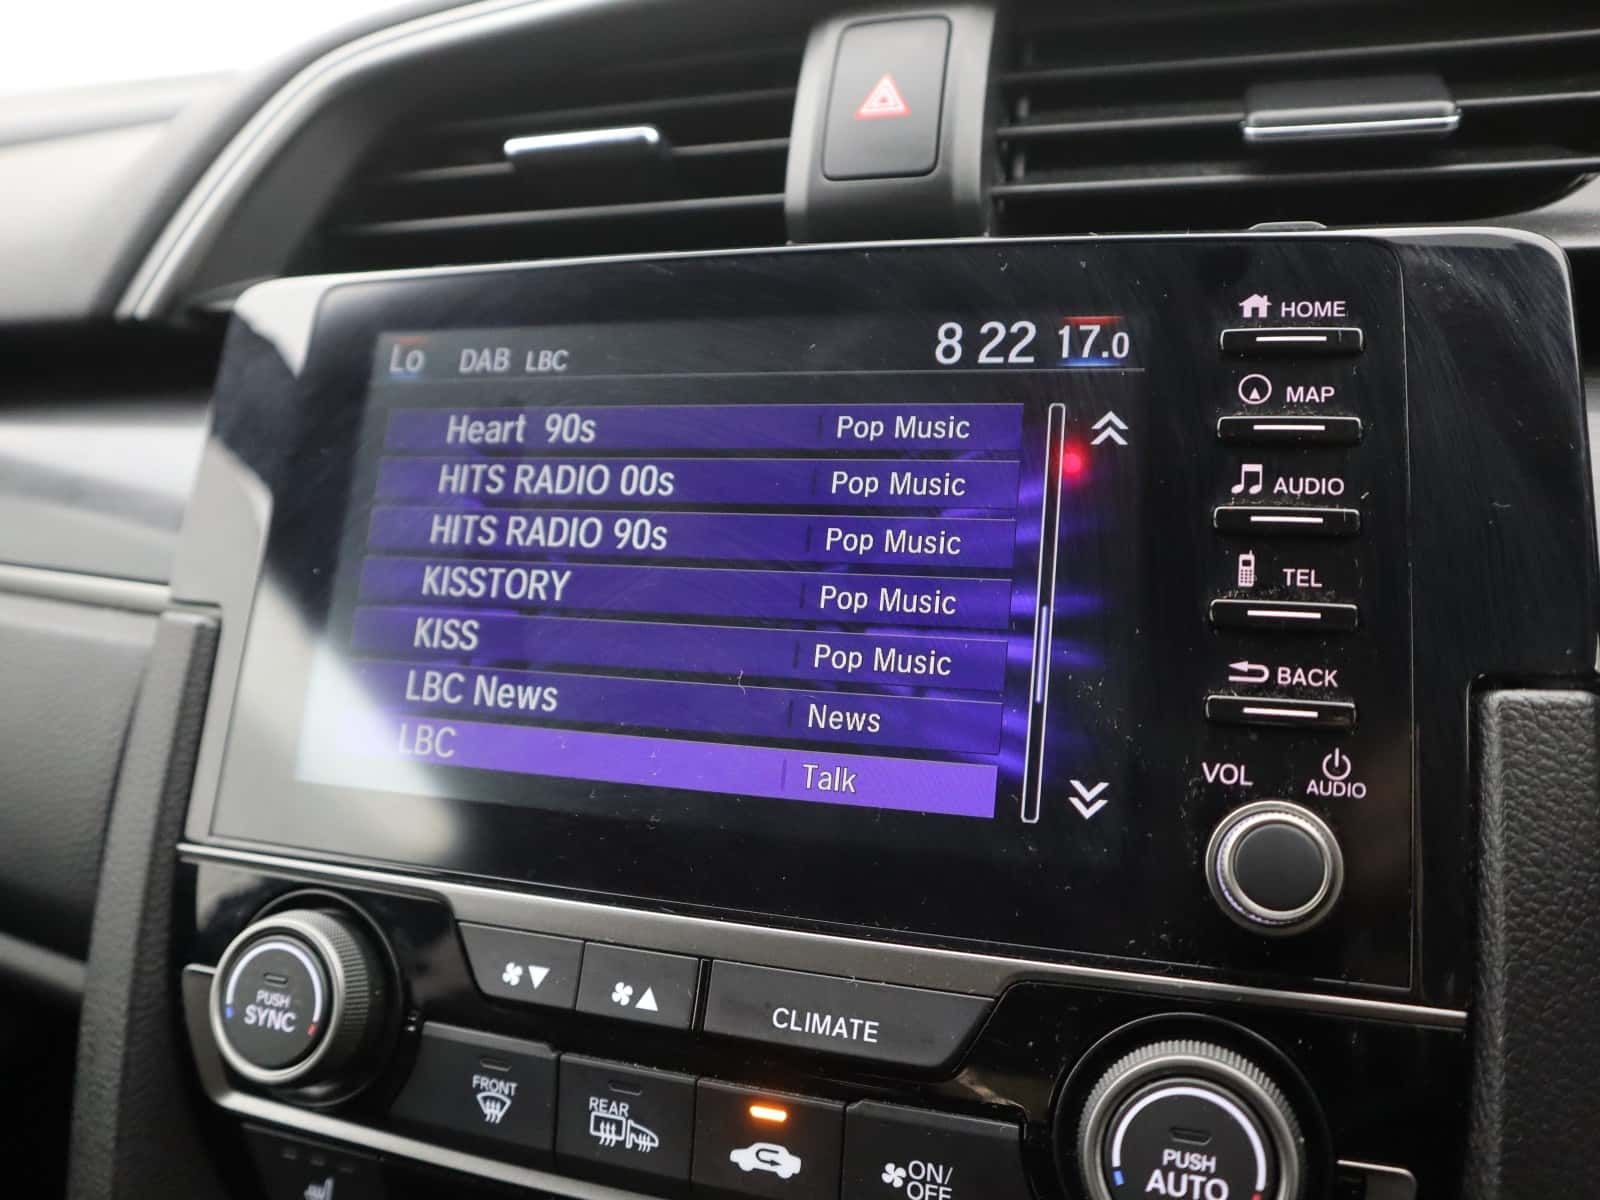 HOME
Lo DAB LBC 8 22 17.0
MAP
Heart 90s Pop Music
HITS RADIO 00s Pop Music
AUDIO
HITS RADIO 90s Pop Music
KISSTORY Pop Music
TEL
KISS Pop Music
BACK
LBC News News
LBC Talk
VOL AUDIO
PUSH
SYNC
CLIMATE
FRONT
REAR
ON/
OFF
PUSH
AUTO